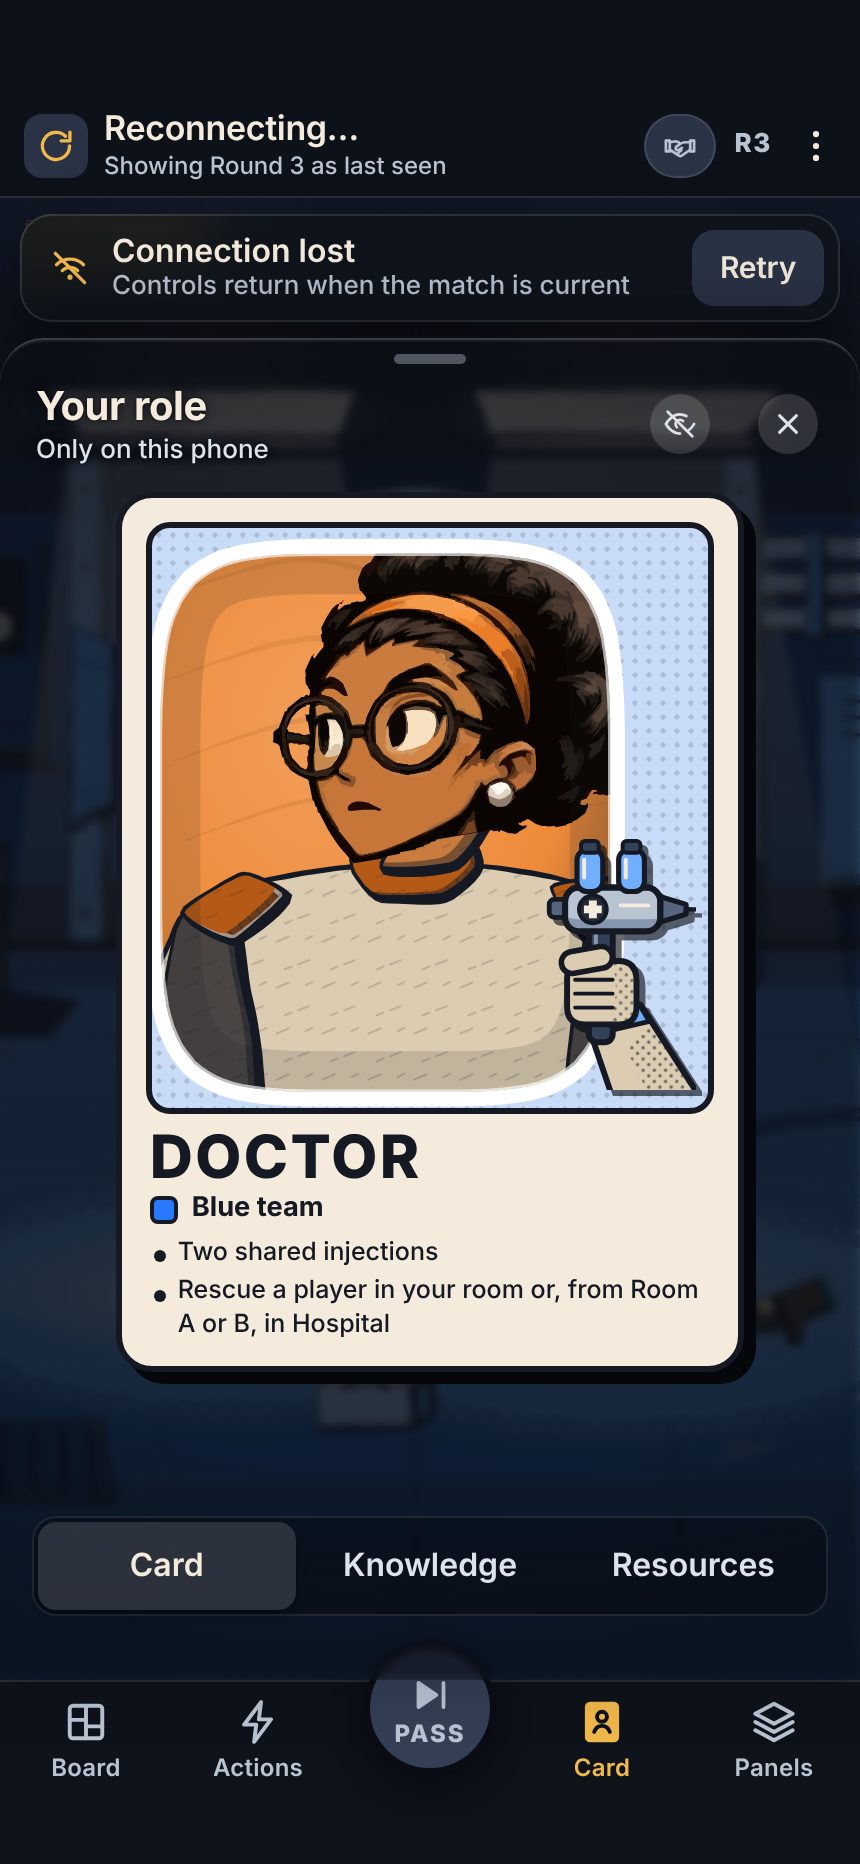 Reconnecting...
Showing Round 3 as last seen
R3
Connection lost
Controls return when the match is current
Retry
Your role
Only on this phone
DOCTOR
Blue team
• Two shared injections
• Rescue a player in your room or, from Room
A or B, in Hospital
Card
Knowledge
Resources
PASS
Board
Actions
Card
Panels